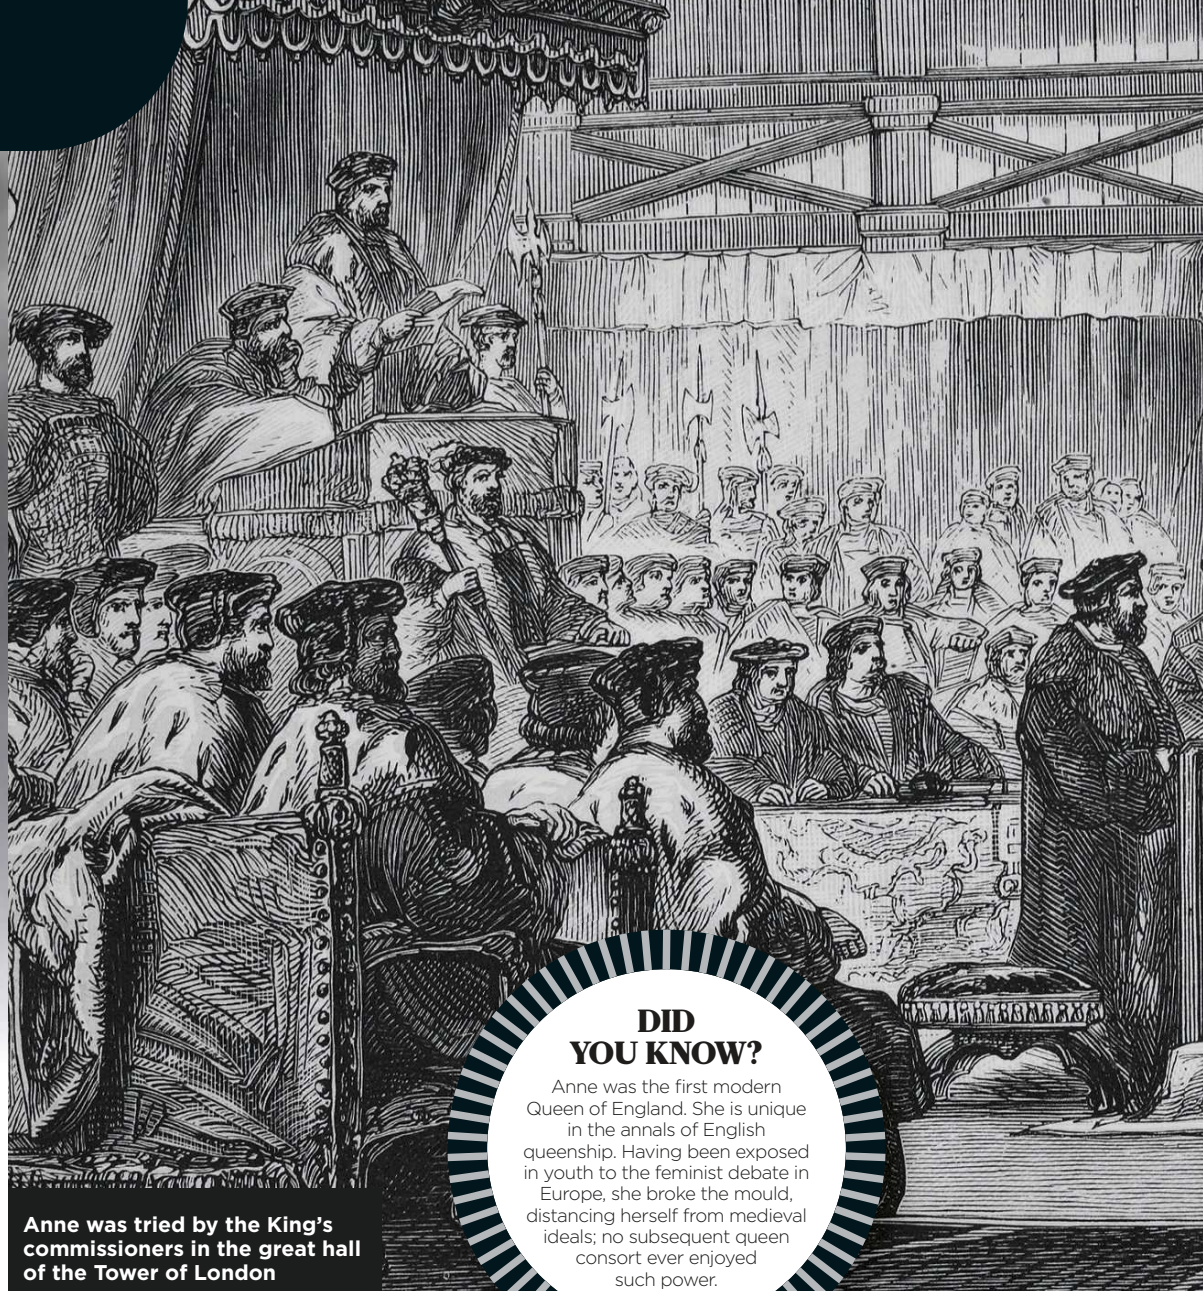 DID
YOU KNOW?
Anne was the first modern
Queen of England. She is unique
in the annals of English
queenship. Having been exposed
in youth to the feminist debate in
Europe, she broke the mould,
distancing herself from medieval
ideals; no subsequent queen
consort ever enjoyed
such power.
Anne was tried by the King’s
commissioners in the great hall
of the Tower of London